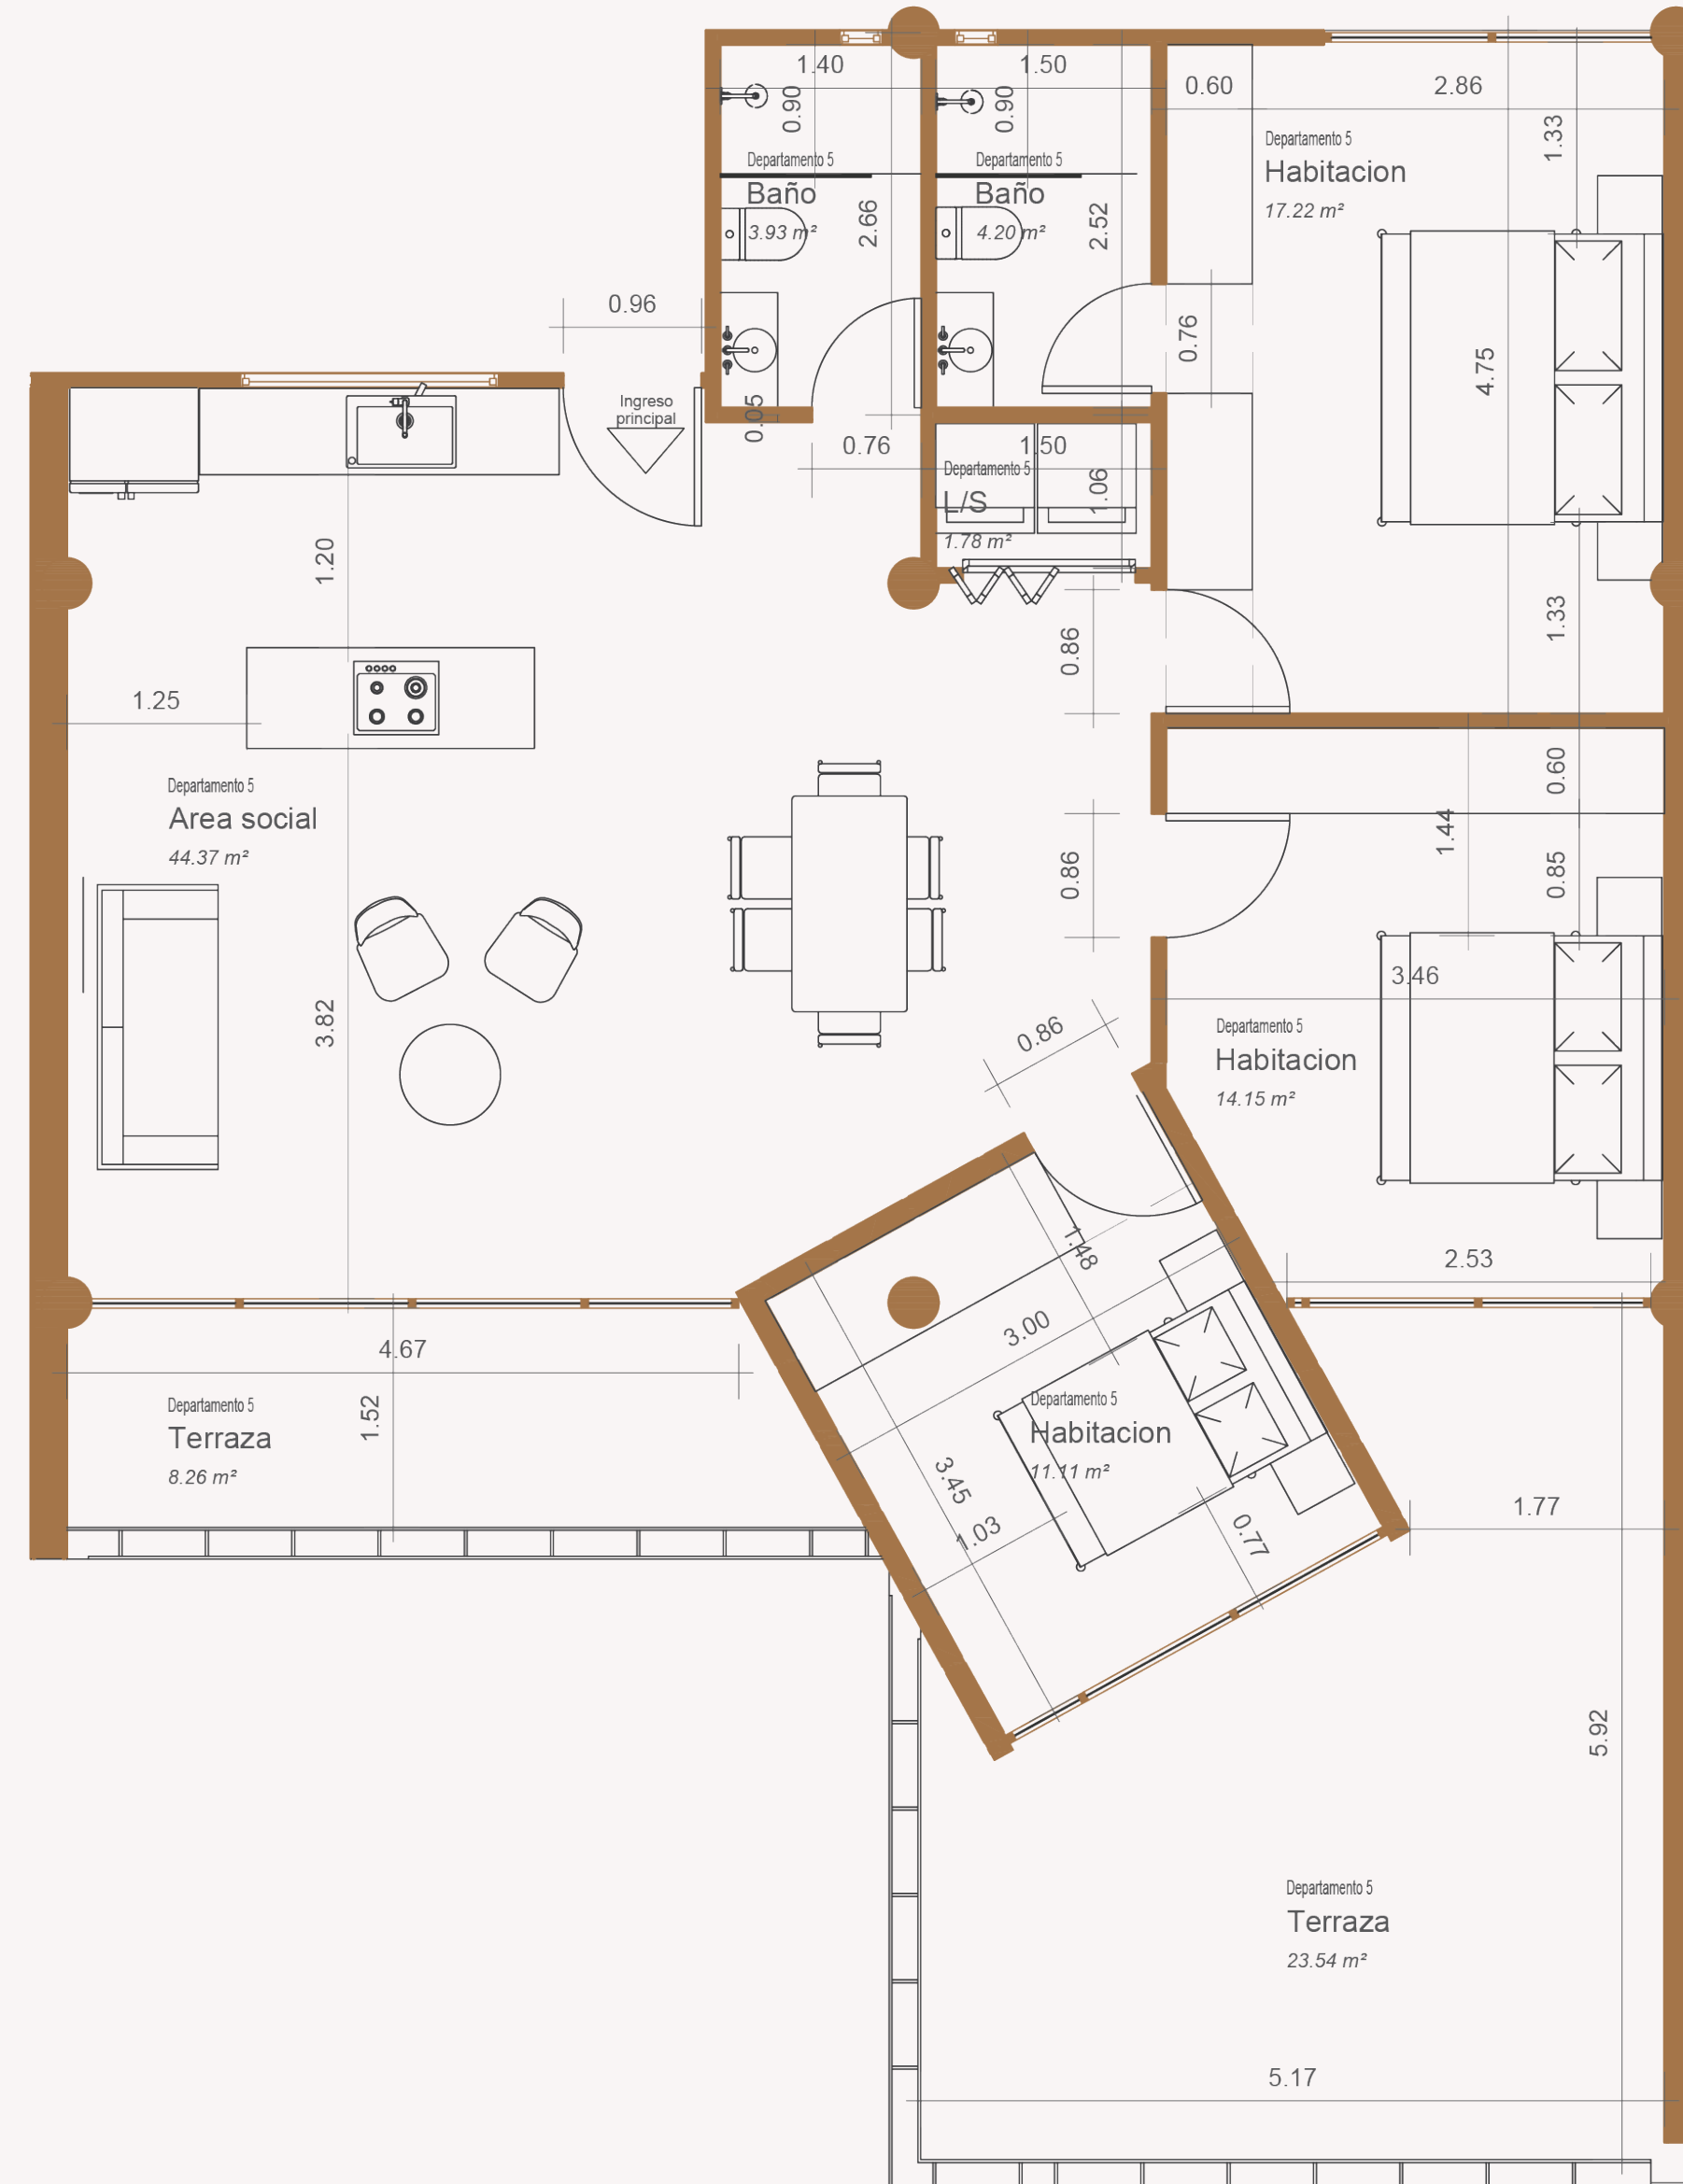 1.40
1.50
0.60
2.86
0.90
0.90
1.33
Departamento 5
Habitacion
17.22 m²
Departamento 5
Baño
3.93 m²
2.66
Departamento 5
Baño
4.20 m²
2.52
0.96
0.76
4.75
Ingreso
principal
0.05
0.76
1.50
Departamento 5
L/S
1.78 m²
1.06
1.20
0.86
1.33
1.25
0.60
Departamento 5
Area social
44.37 m²
1.44
0.86
0.85
3.46
3.82
0.86
Departamento 5
Habitacion
14.15 m²
1.48
2.53
3.00
4.67
1.52
Departamento 5
Terraza
8.26 m²
Departamento 5
Habitacion
11.11 m²
3.45
1.03
0.77
1.77
5.92
Departamento 5
Terraza
23.54 m²
5.17